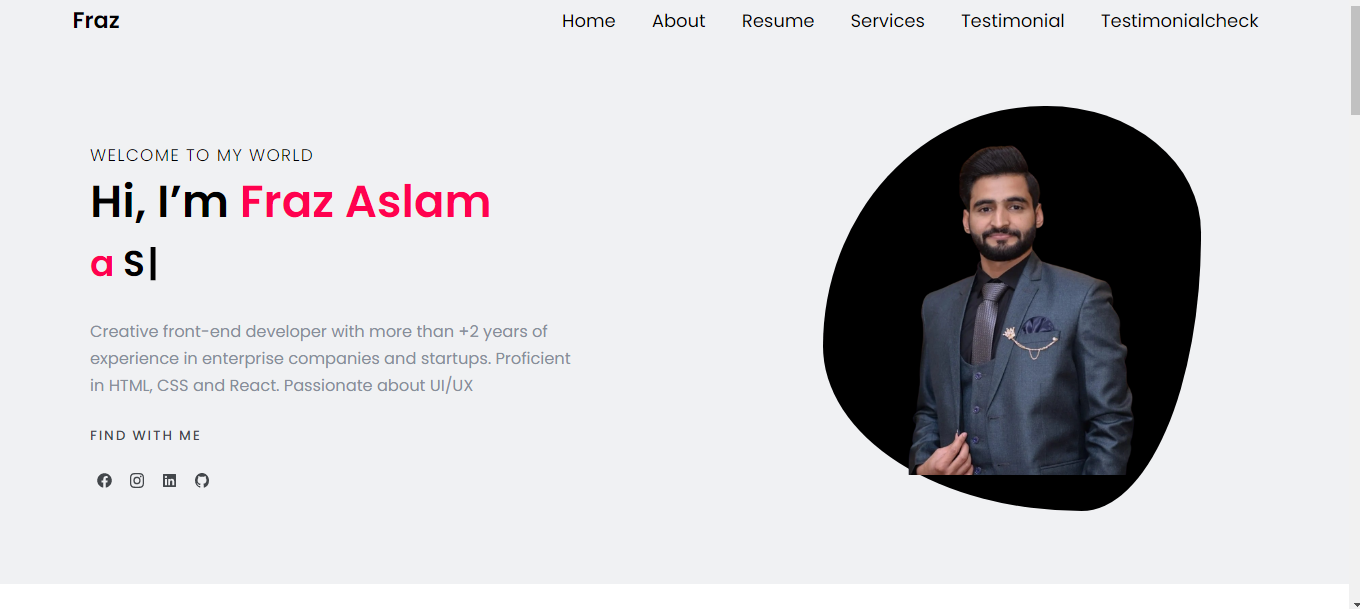 Fraz
Home About Resume Services Testimonial Testimonialcheck
WELCOME TO MY WORLD
Hi, I’m Fraz Aslam
a S|
Creative front-end developer with more than +2 years of
experience in enterprise companies and startups. Proficient
in HTML, CSS and React. Passionate about UI/UX
FIND WITH ME